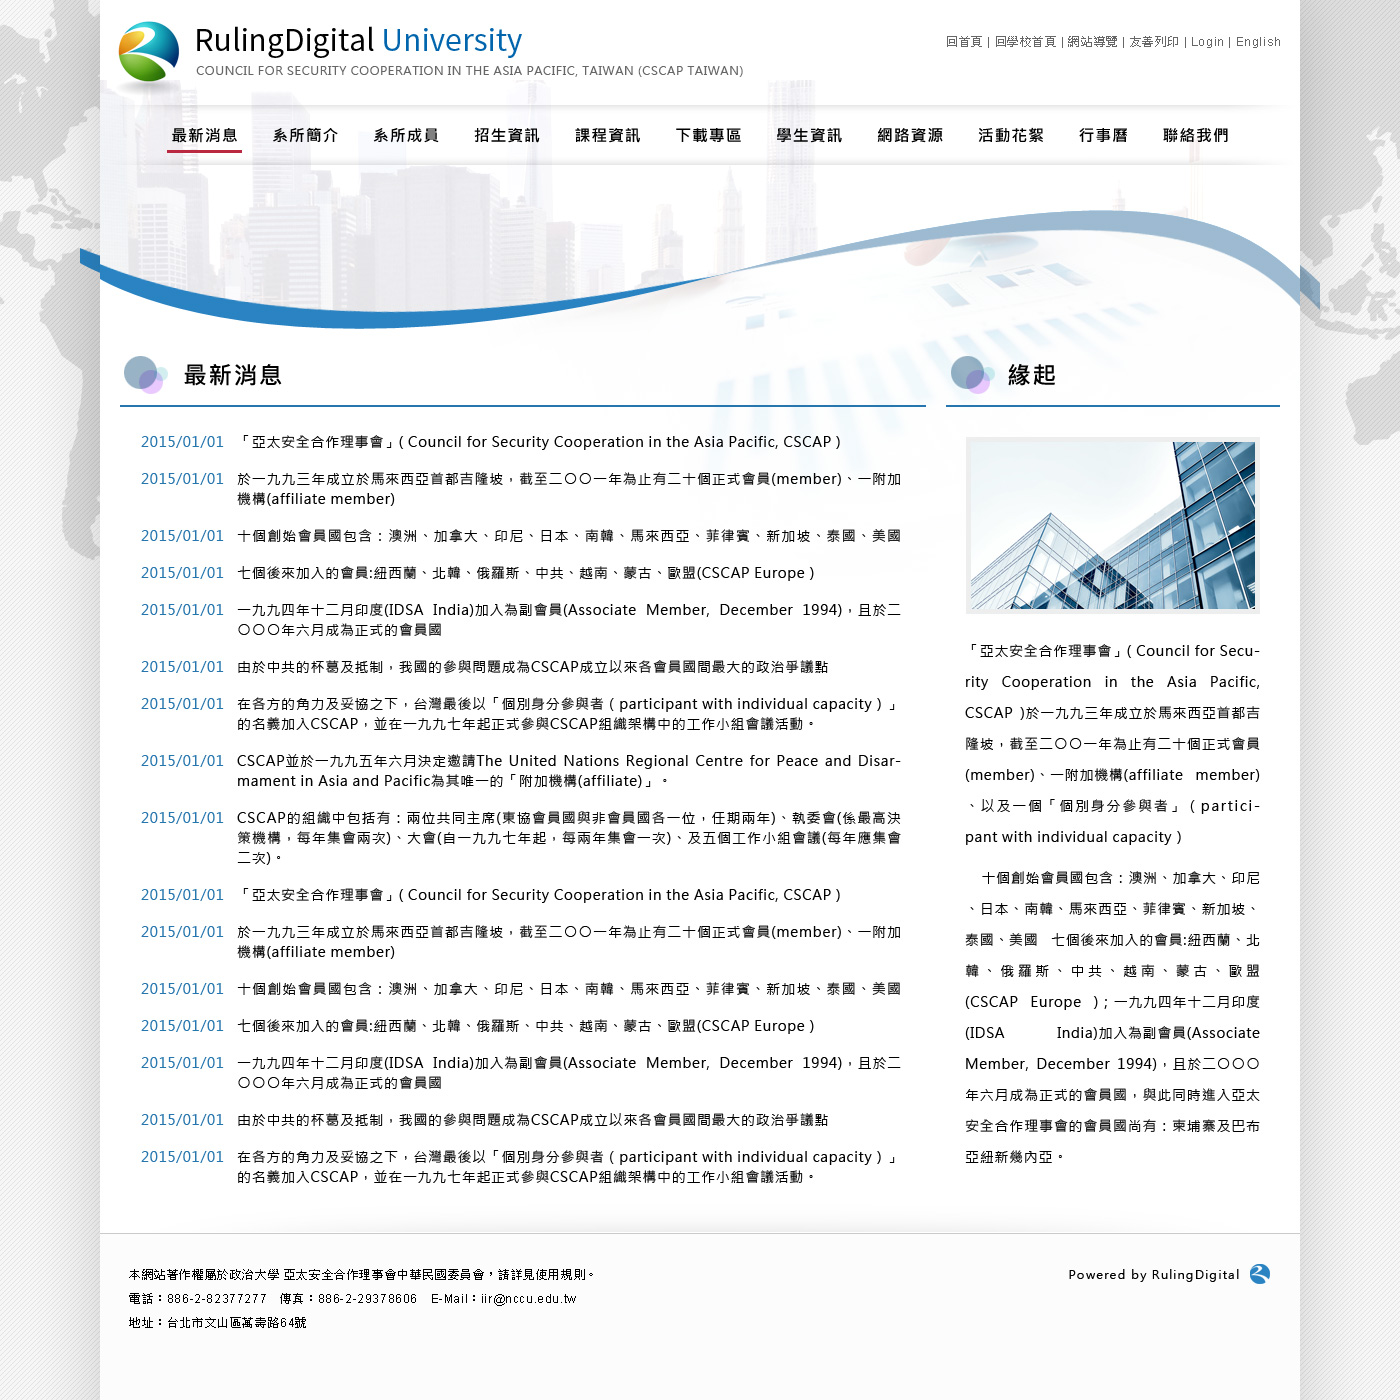 RulingDigital University
COUNCIL FOR SECURITY COOPERATION IN THE ASIA PACIFIC, TAIWAN (CSCAP TAIWAN)
回首頁 | 回學校首頁 | 網站導覽 | 友善列印 | Login | English
最新消息 系所簡介 系所成員 招生資訊 課程資訊 下載專區 學生資訊 網路資源 活動花絮 行事曆 聯絡我們
最新消息
2015/01/01 「亞太安全合作理事會」( Council for Security Cooperation in the Asia Pacific, CSCAP )
2015/01/01 於一九九三年成立於馬來西亞首都吉隆坡，截至二〇〇一年為止有二十個正式會員(member)、一附加
機構(affiliate member)
2015/01/01 十個創始會員國包含：澳洲、加拿大、印尼、日本、南韓、馬來西亞、菲律賓、新加坡、泰國、美國
2015/01/01 七個後來加入的會員:紐西蘭、北韓、俄羅斯、中共、越南、蒙古、歐盟(CSCAP Europe )
2015/01/01 一九九四年十二月印度(IDSA India)加入為副會員(Associate Member, December 1994)，且於二
〇〇〇年六月成為正式的會員國
2015/01/01 由於中共的杯葛及抵制，我國的參與問題成為CSCAP成立以來各會員國間最大的政治爭議點
2015/01/01 在各方的角力及妥協之下，台灣最後以「個別身分參與者 ( participant with individual capacity ) 」
的名義加入CSCAP，並在一九九七年起正式參與CSCAP組織架構中的工作小組會議活動。
2015/01/01 CSCAP並於一九九五年六月決定邀請The United Nations Regional Centre for Peace and Disar-
mament in Asia and Pacific為其唯一的「附加機構(affiliate)」。
2015/01/01 CSCAP的組織中包括有：兩位共同主席(東協會員國與非會員國各一位，任期兩年)、執委會(係最高決
策機構，每年集會兩次)、大會(自一九九七年起，每兩年集會一次)、及五個工作小組會議(每年應集會
二次)。
2015/01/01 「亞太安全合作理事會」( Council for Security Cooperation in the Asia Pacific, CSCAP )
2015/01/01 於一九九三年成立於馬來西亞首都吉隆坡，截至二〇〇一年為止有二十個正式會員(member)、一附加
機構(affiliate member)
2015/01/01 十個創始會員國包含：澳洲、加拿大、印尼、日本、南韓、馬來西亞、菲律賓、新加坡、泰國、美國
2015/01/01 七個後來加入的會員:紐西蘭、北韓、俄羅斯、中共、越南、蒙古、歐盟(CSCAP Europe )
2015/01/01 一九九四年十二月印度(IDSA India)加入為副會員(Associate Member, December 1994)，且於二
〇〇〇年六月成為正式的會員國
2015/01/01 由於中共的杯葛及抵制，我國的參與問題成為CSCAP成立以來各會員國間最大的政治爭議點
2015/01/01 在各方的角力及妥協之下，台灣最後以「個別身分參與者 ( participant with individual capacity ) 」
的名義加入CSCAP，並在一九九七年起正式參與CSCAP組織架構中的工作小組會議活動。
緣起
「亞太安全合作理事會」( Council for Secu-
rity Cooperation in the Asia Pacific,
CSCAP )於一九九三年成立於馬來西亞首都吉
隆坡，截至二〇〇一年為止有二十個正式會員
(member)、一附加機構(affiliate member)
、以及一個「個別身分參與者」 ( partici-
pant with individual capacity )
十個創始會員國包含：澳洲、加拿大、印尼
、日本、南韓、馬來西亞、菲律賓、新加坡、
泰國、美國 七個後來加入的會員:紐西蘭、北
韓、俄羅斯、中共、越南、蒙古、歐盟
(CSCAP Europe )；一九九四年十二月印度
(IDSA India)加入為副會員(Associate
Member, December 1994)，且於二〇〇〇
年六月成為正式的會員國，與此同時進入亞太
安全合作理事會的會員國尚有：柬埔寨及巴布
亞紐新幾內亞。
本網站著作權屬於政治大學 亞太安全合作理事會中華民國委員會，請詳見使用規則。
電話：886-2-82377277 傳真：886-2-29378606 E-Mail：iir@nccu.edu.tw
地址：台北市文山區萬壽路64號
Powered by RulingDigital